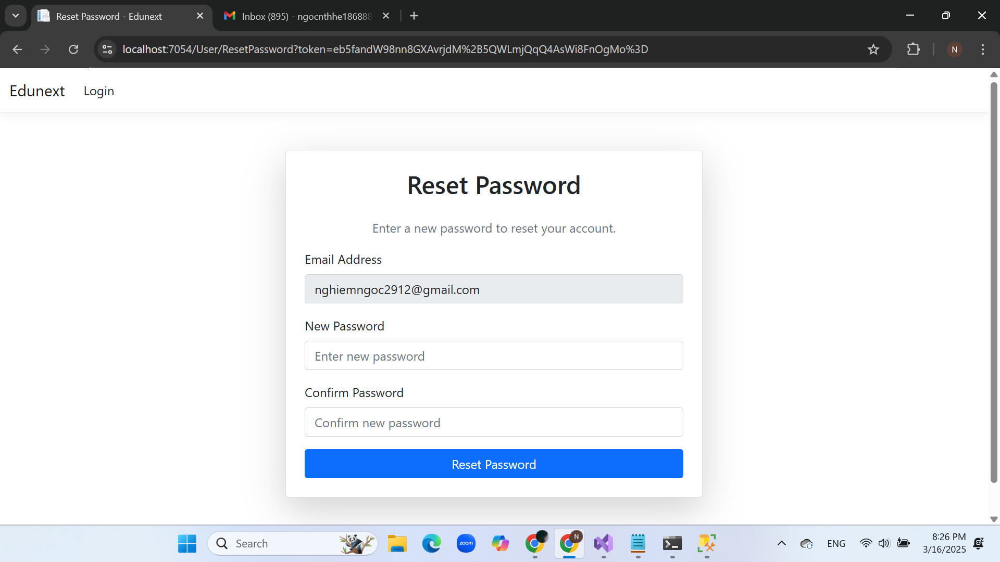 Reset Password - Edunext
Inbox (895) - ngocnthhe186888
localhost:7054/User/ResetPassword?token=eb5fandW98nn8GXAvrjdM%2B5QWLmjQqQ4AsWi8FnOgMo%3D
N
Edunext
Login
Reset Password
Enter a new password to reset your account.
Email Address
nghiemngoc2912@gmail.com
New Password
Enter new password
Confirm Password
Confirm new password
Reset Password
Search
zoom
N
ENG
8:26 PM
3/16/2025